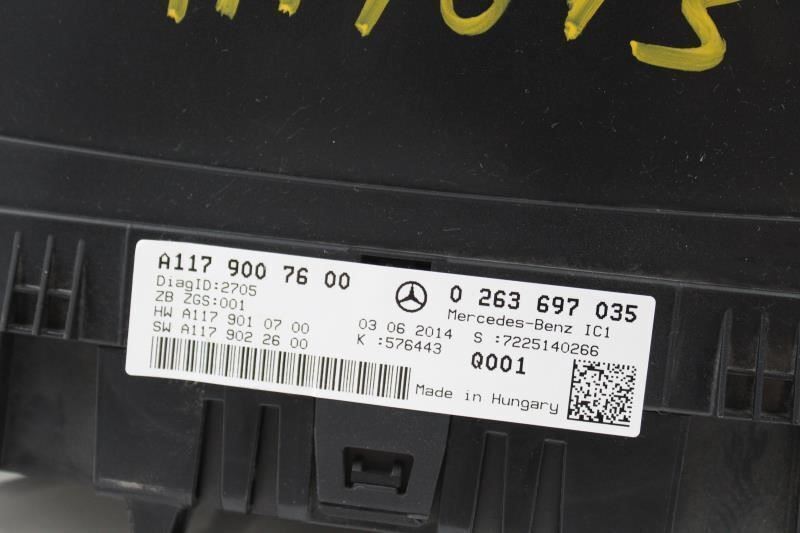 A117 900 76 00
DiagID:2705
ZB ZGS:001
HW A117 901 07 00
SW A117 902 26 00
03 06 2014
K :576443
0 263 697 035
Mercedes-Benz IC1
S :7225140266
Q001
Made in Hungary